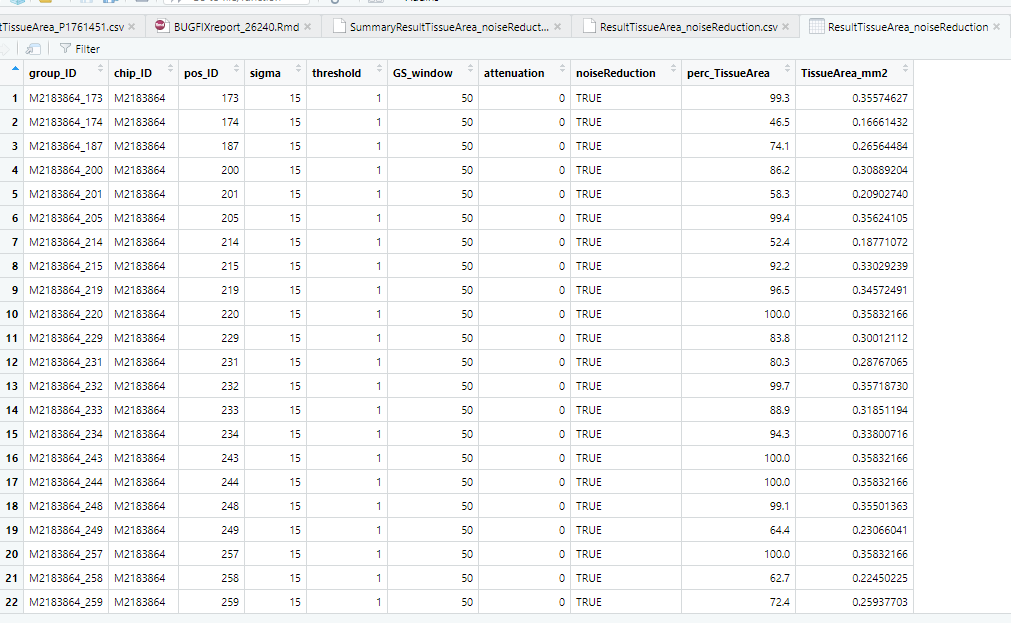 tTissueArea_P1761451.csv × BUGFIXreport_26240.Rmd × SummaryResultTissueArea_noiseReduct... × ResultTissueArea_noiseReduction.csv × ResultTissueArea_noiseReduction ×
Filter
group_ID chip_ID pos_ID sigma threshold GS_window attenuation noiseReduction perc_TissueArea TissueArea_mm2
1 M2183864_173 M2183864 173 15 1 50 0 TRUE 99.3 0.35574627
2 M2183864_174 M2183864 174 15 1 50 0 TRUE 46.5 0.16661432
3 M2183864_187 M2183864 187 15 1 50 0 TRUE 74.1 0.26564484
4 M2183864_200 M2183864 200 15 1 50 0 TRUE 86.2 0.30889204
5 M2183864_201 M2183864 201 15 1 50 0 TRUE 58.3 0.20902740
6 M2183864_205 M2183864 205 15 1 50 0 TRUE 99.4 0.35624105
7 M2183864_214 M2183864 214 15 1 50 0 TRUE 52.4 0.18771072
8 M2183864_215 M2183864 215 15 1 50 0 TRUE 92.2 0.33029239
9 M2183864_219 M2183864 219 15 1 50 0 TRUE 96.5 0.34572491
10 M2183864_220 M2183864 220 15 1 50 0 TRUE 100.0 0.35832166
11 M2183864_229 M2183864 229 15 1 50 0 TRUE 83.8 0.30012112
12 M2183864_231 M2183864 231 15 1 50 0 TRUE 80.3 0.28767065
13 M2183864_232 M2183864 232 15 1 50 0 TRUE 99.7 0.35718730
14 M2183864_233 M2183864 233 15 1 50 0 TRUE 88.9 0.31851194
15 M2183864_234 M2183864 234 15 1 50 0 TRUE 94.3 0.33800716
16 M2183864_243 M2183864 243 15 1 50 0 TRUE 100.0 0.35832166
17 M2183864_244 M2183864 244 15 1 50 0 TRUE 100.0 0.35832166
18 M2183864_248 M2183864 248 15 1 50 0 TRUE 99.1 0.35501363
19 M2183864_249 M2183864 249 15 1 50 0 TRUE 64.4 0.23066041
20 M2183864_257 M2183864 257 15 1 50 0 TRUE 100.0 0.35832166
21 M2183864_258 M2183864 258 15 1 50 0 TRUE 62.7 0.22450225
22 M2183864_259 M2183864 259 15 1 50 0 TRUE 72.4 0.25937703